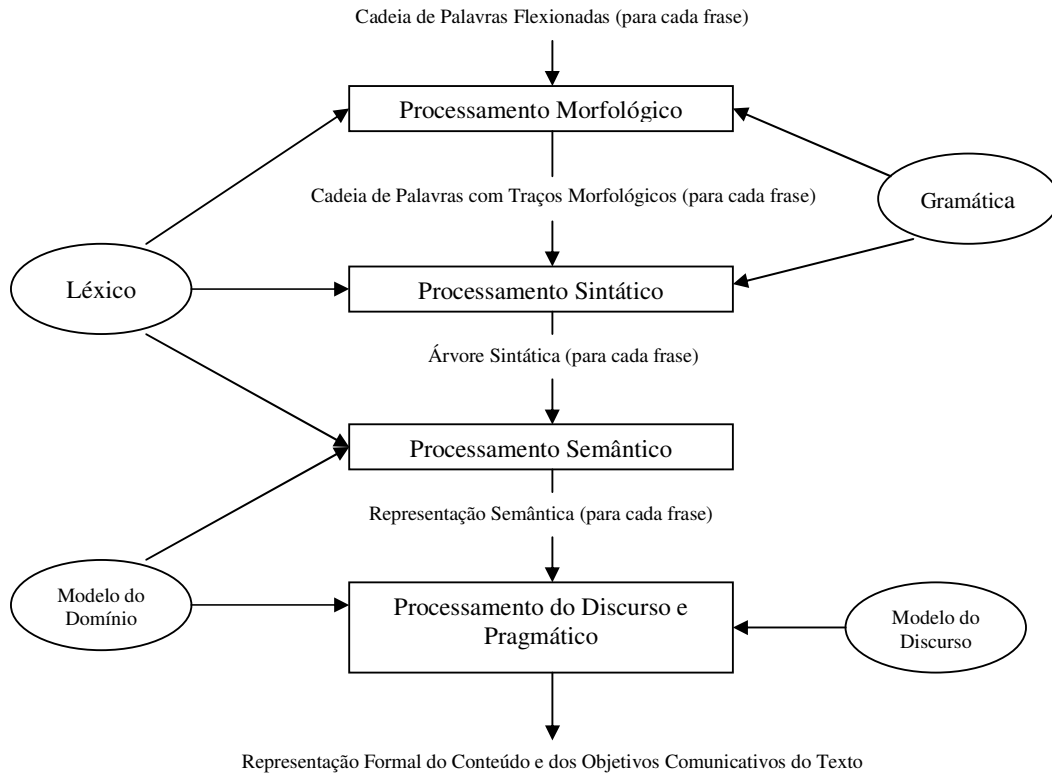 Cadeia de Palavras Flexionadas (para cada frase)
Processamento Morfológico
Cadeia de Palavras com Traços Morfológicos (para cada frase)
Gramática
Léxico
Processamento Sintático
Árvore Sintática (para cada frase)
Processamento Semântico
Representação Semântica (para cada frase)
Modelo do
Domínio
Processamento do Discurso e
Pragmático
Modelo do
Discurso
Representação Formal do Conteúdo e dos Objetivos Comunicativos do Texto